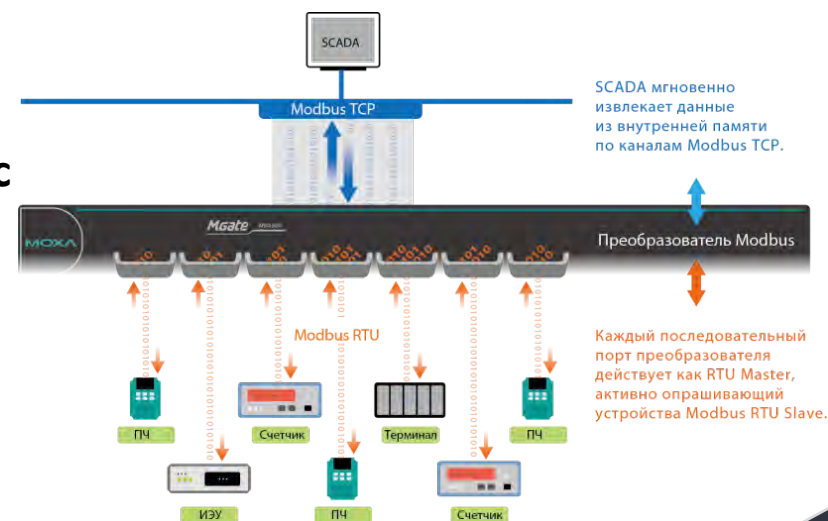 SCADA
Modbus TCP
SCADA мгновенно
извлекает данные
из внутренней памяти
по каналам Modbus TCP.
с
MOXA
MGate
Преобразователь Modbus
Modbus RTU
Каждый последовательный
порт преобразователя
действует как RTU Master,
активно опрашивающий
устройства Modbus RTU Slave.
ПЧ
Счетчик
Терминал
ПЧ
ИЭУ
ПЧ
Счетчик